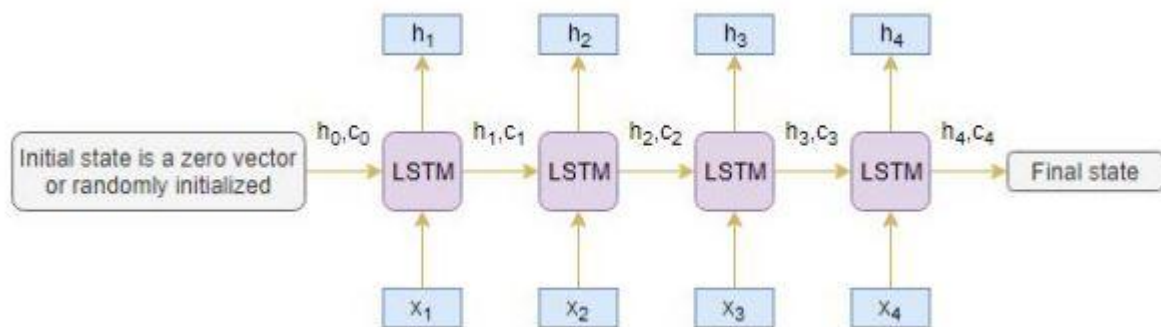 h₁ h₂ h₃ h₄
h₀,c₀ h₁,c₁ h₂,c₂ h₃,c₃ h₄,c₄
Initial state is a zero vector
or randomly initialized
LSTM LSTM LSTM LSTM
Final state
x₁ x₂ x₃ x₄